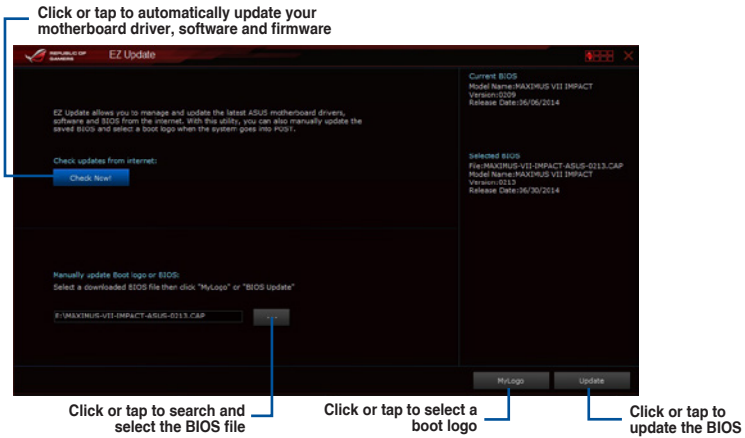 Click or tap to automatically update your
motherboard driver, software and firmware
REPUBLIC OF
GAMERS
EZ Update
EZ Update allows you to manage and update the latest ASUS motherboard drivers,
software and BIOS from the internet. With this utility, you can also manually update the
saved BIOS and select a boot logo when the system goes into POST.
Check updates from internet:
Check Now!
Current BIOS
Model Name:MAXIMUS VII IMPACT
Version:0209
Release Date:06/06/2014
Selected BIOS
File:MAXIMUS-VII-IMPACT-ASUS-0213.CAP
Model Name:MAXIMUS VII IMPACT
Version:0213
Release Date:06/30/2014
Manually update Boot logo or BIOS:
Select a downloaded BIOS file then click "MyLogo" or "BIOS Update"
E:\MAXIMUS-VII-IMPACT-ASUS-0213.CAP
...
MyLogo
Update
Click or tap to search and
select the BIOS file
Click or tap to select a
boot logo
Click or tap to
update the BIOS